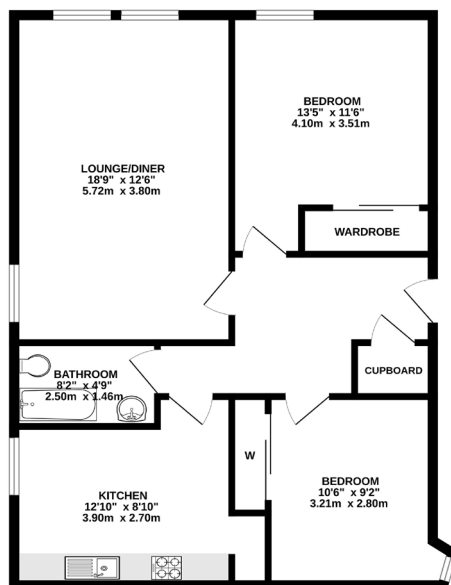 BEDROOM
13'5" x 11'6"
4.10m x 3.51m
LOUNGE/DINER
18'9" x 12'6"
5.72m x 3.80m
WARDROBE
CUPBOARD
BATHROOM
8'2" x 4'9"
2.50m x 1.46m
W
KITCHEN
12'10" x 8'10"
3.90m x 2.70m
BEDROOM
10'6" x 9'2"
3.21m x 2.80m